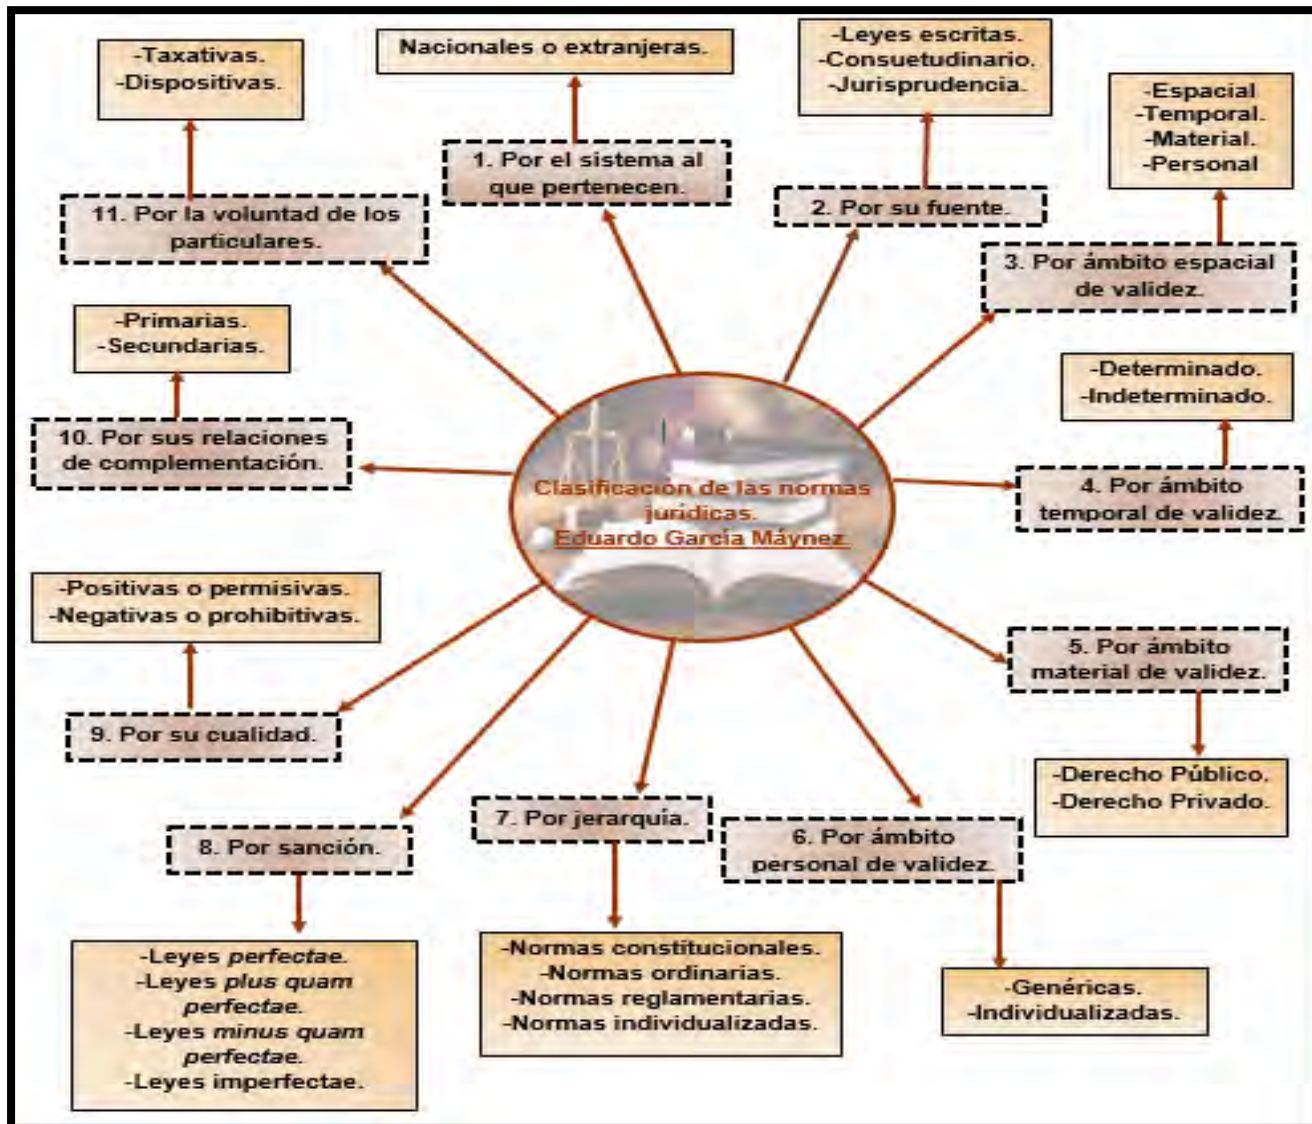 Clasificación de las normas
jurídicas.
Eduardo García Máynez.
Nacionales o extranjeras.
1. Por el sistema al
que pertenecen.
-Leyes escritas.
-Consuetudinario.
-Jurisprudencia.
2. Por su fuente.
-Espacial
-Temporal.
-Material.
-Personal
3. Por ámbito espacial
de validez.
-Determinado.
-Indeterminado.
4. Por ámbito
temporal de validez.
5. Por ámbito
material de validez.
-Derecho Público.
-Derecho Privado.
6. Por ámbito
personal de validez.
-Genéricas.
-Individualizadas.
7. Por jerarquía.
-Normas constitucionales.
-Normas ordinarias.
-Normas reglamentarias.
-Normas individualizadas.
8. Por sanción.
-Leyes perfectae.
-Leyes plus quam
perfectae.
-Leyes minus quam
perfectae.
-Leyes imperfectae.
9. Por su cualidad.
-Positivas o permisivas.
-Negativas o prohibitivas.
10. Por sus relaciones
de complementación.
-Primarias.
-Secundarias.
11. Por la voluntad de los
particulares.
-Taxativas.
-Dispositivas.